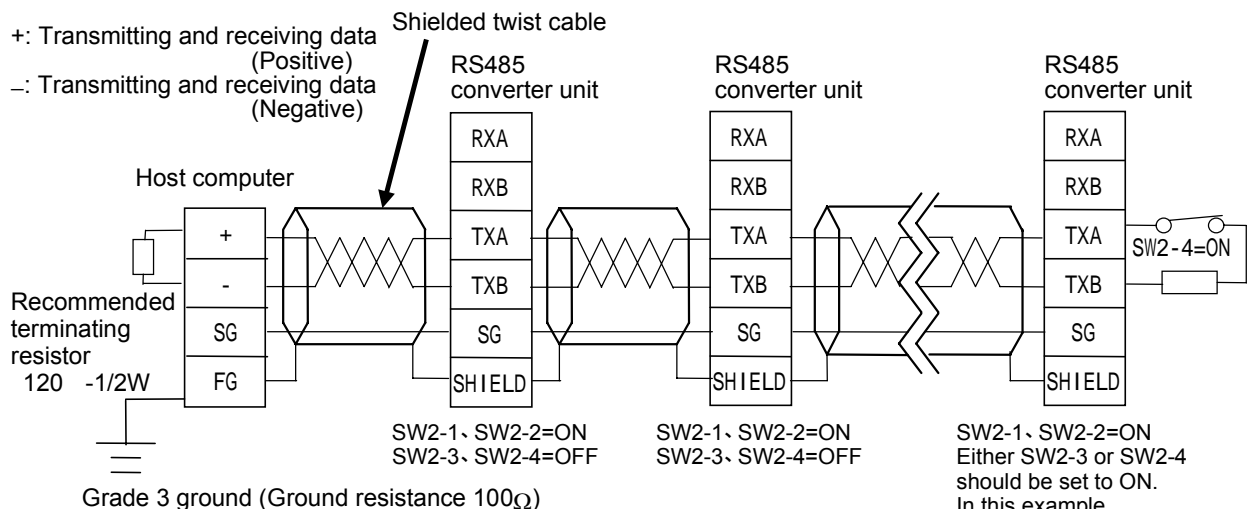 +: Transmitting and receiving data
(Positive)
–: Transmitting and receiving data
(Negative)
Shielded twist cable
RS485
converter unit
RS485
converter unit
RS485
converter unit
Host computer
+
-
SG
FG
RXA
RXB
TXA
TXB
SG
SHIELD
RXA
RXB
TXA
TXB
SG
SHIELD
RXA
RXB
TXA
TXB
SG
SHIELD
SW2-4=ON
Recommended
terminating
resistor
120 -1/2W
SW2-1、SW2-2=ON
SW2-3、SW2-4=OFF
SW2-1、SW2-2=ON
SW2-3、SW2-4=OFF
SW2-1、SW2-2=ON
Either SW2-3 or SW2-4
should be set to ON.
In this example
Grade 3 ground (Ground resistance 100Ω)